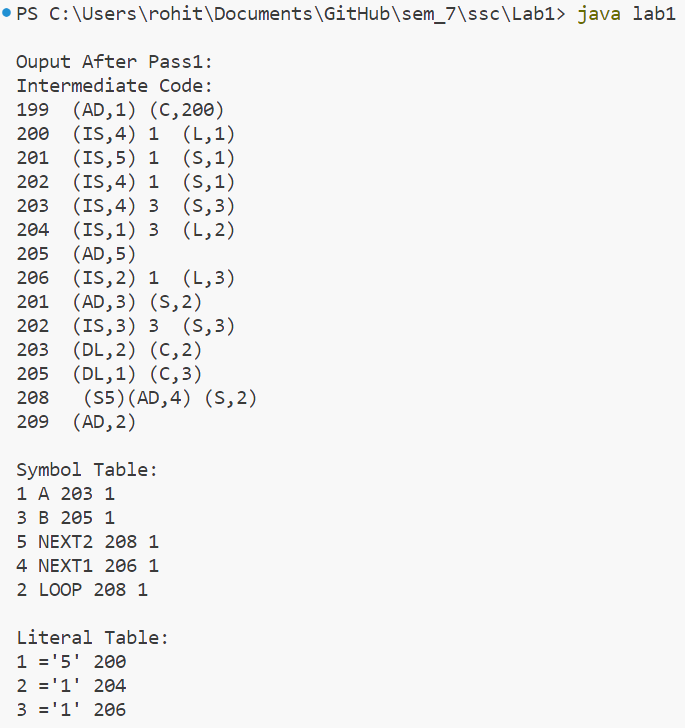 PS C:\Users\rohit\Documents\GitHub\sem_7\ssc\Lab1> java lab1
Ouput After Pass1:
Intermediate Code:
199  (AD,1) (C,200)
200  (IS,4) 1  (L,1)
201  (IS,5) 1  (S,1)
202  (IS,4) 1  (S,1)
203  (IS,4) 3  (S,3)
204  (IS,1) 3  (L,2)
205  (AD,5)
206  (IS,2) 1  (L,3)
201  (AD,3) (S,2)
202  (IS,3) 3  (S,3)
203  (DL,2) (C,2)
205  (DL,1) (C,3)
208   (S5)(AD,4) (S,2)
209  (AD,2)
Symbol Table:
1 A 203 1
3 B 205 1
5 NEXT2 208 1
4 NEXT1 206 1
2 LOOP 208 1
Literal Table:
1 ='5' 200
2 ='1' 204
3 ='1' 206